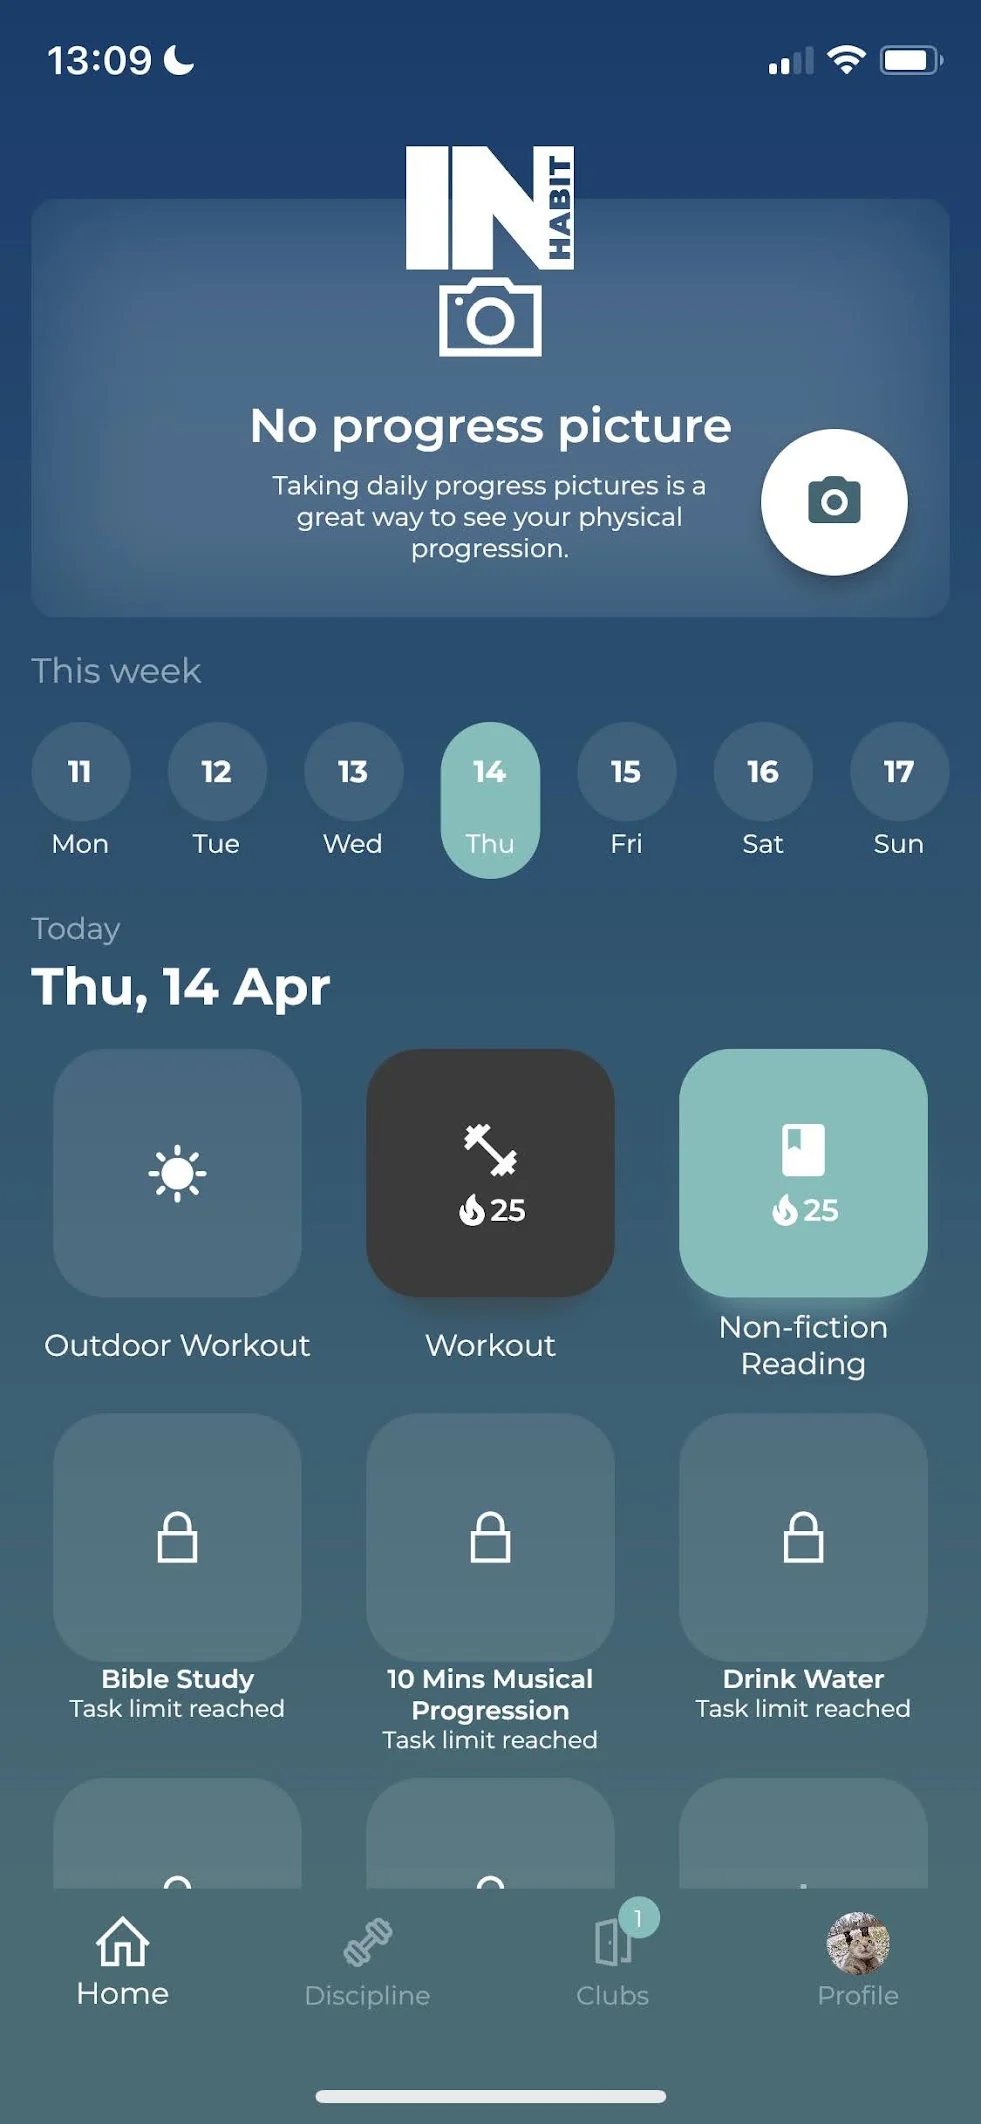 13:09
IN
HABIT
No progress picture
Taking daily progress pictures is a
great way to see your physical
progression.
This week
11 12 13 14 15 16 17
Mon Tue Wed Thu Fri Sat Sun
Today
Thu, 14 Apr
25 25
Outdoor Workout Workout Non-fiction
Reading
Bible Study 10 Mins Musical Drink Water
Task limit reached Progression Task limit reached
Task limit reached
1
Home Discipline Clubs Profile